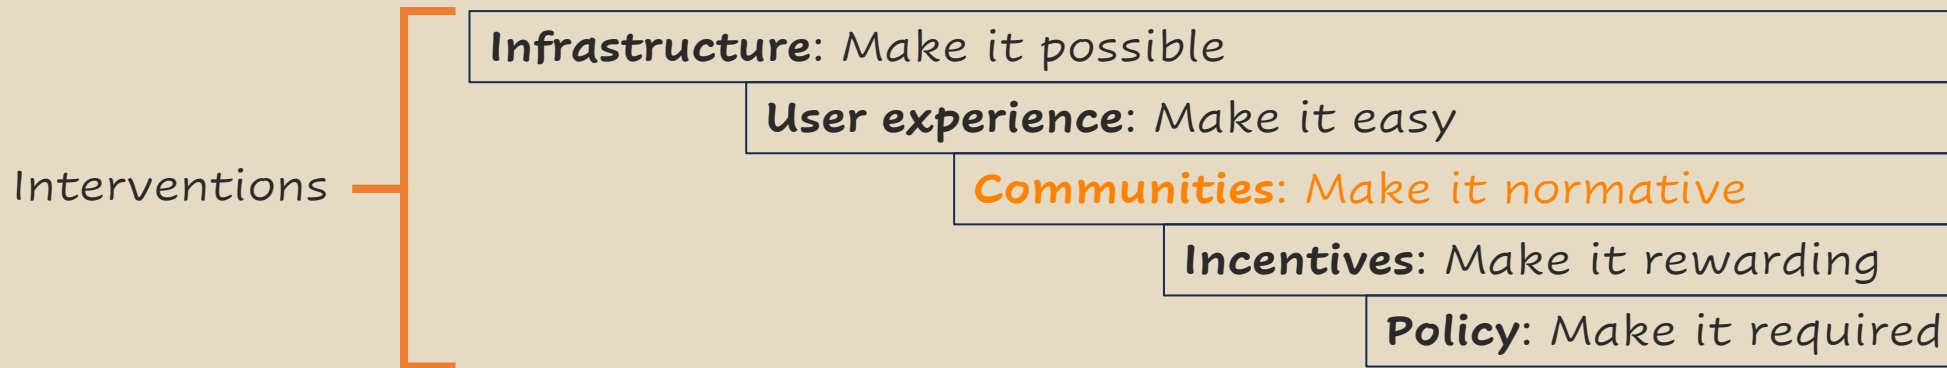 Infrastructure: Make it possible
User experience: Make it easy
Interventions
Communities: Make it normative
Incentives: Make it rewarding
Policy: Make it required